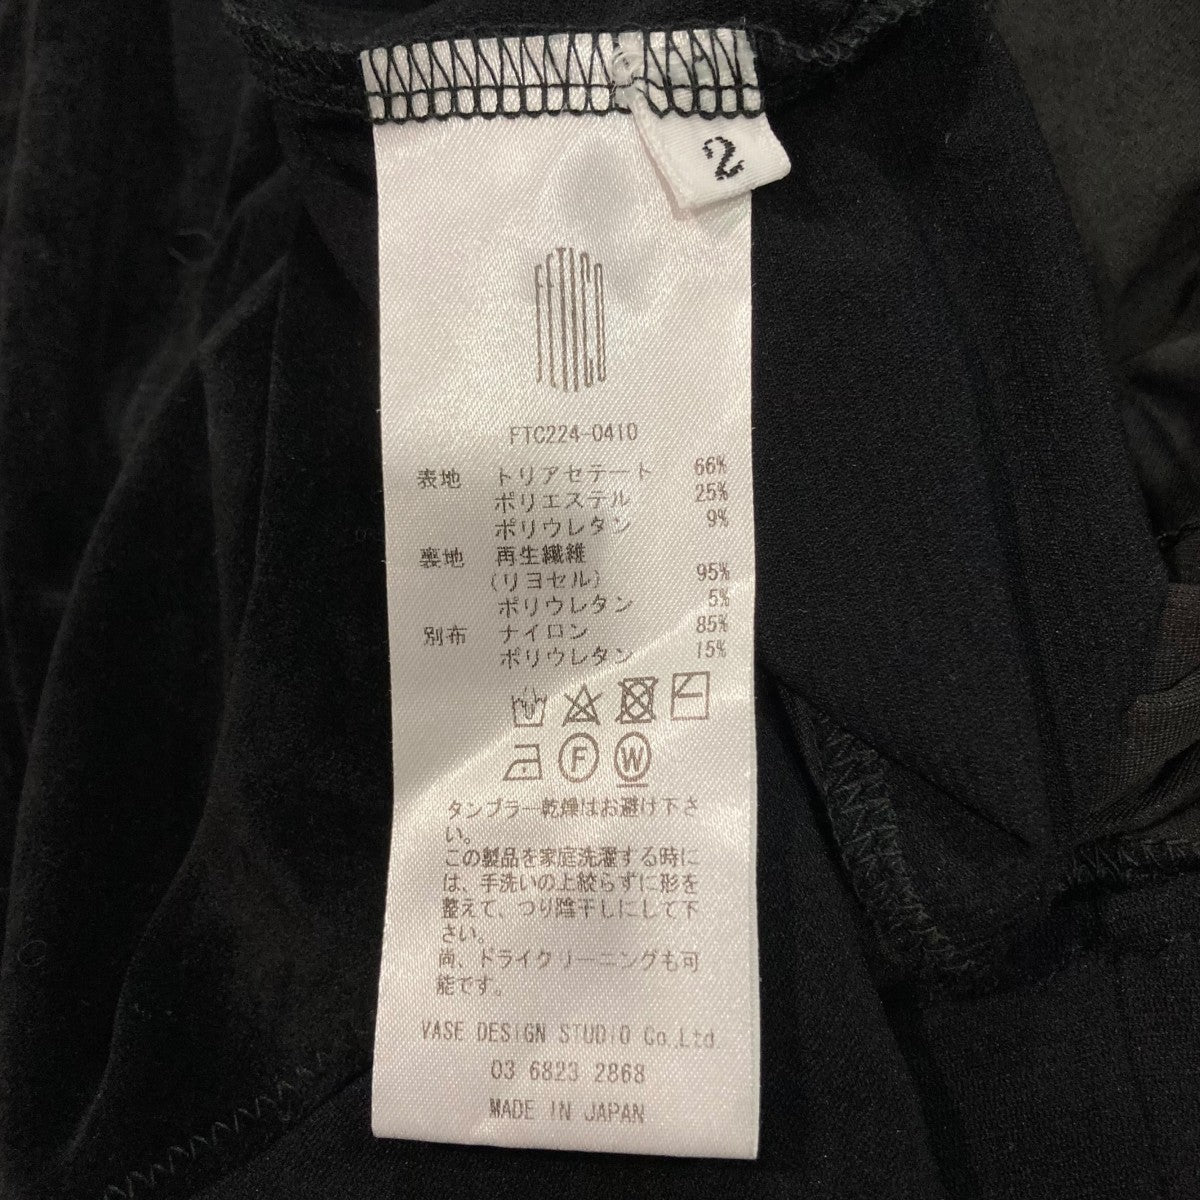 2
FETICO
FTC224-0410
表地 トリアセテート 66%
ポリエステル 25%
ポリウレタン 9%
裏地 再生繊維
(リヨセル) 95%
ポリウレタン 5%
別布 ナイロン 85%
ポリウレタン 15%
F W
タンブラー乾燥はお避け下さ
い。
この製品を家庭洗濯する時に
は、手洗いの上絞らずに形を
整えて、つり陰干しにして下
さい。
尚、ドライクリーニングも可
能です。
VASE DESIGN STUDIO Co.,Ltd
03 6823 2868
MADE IN JAPAN